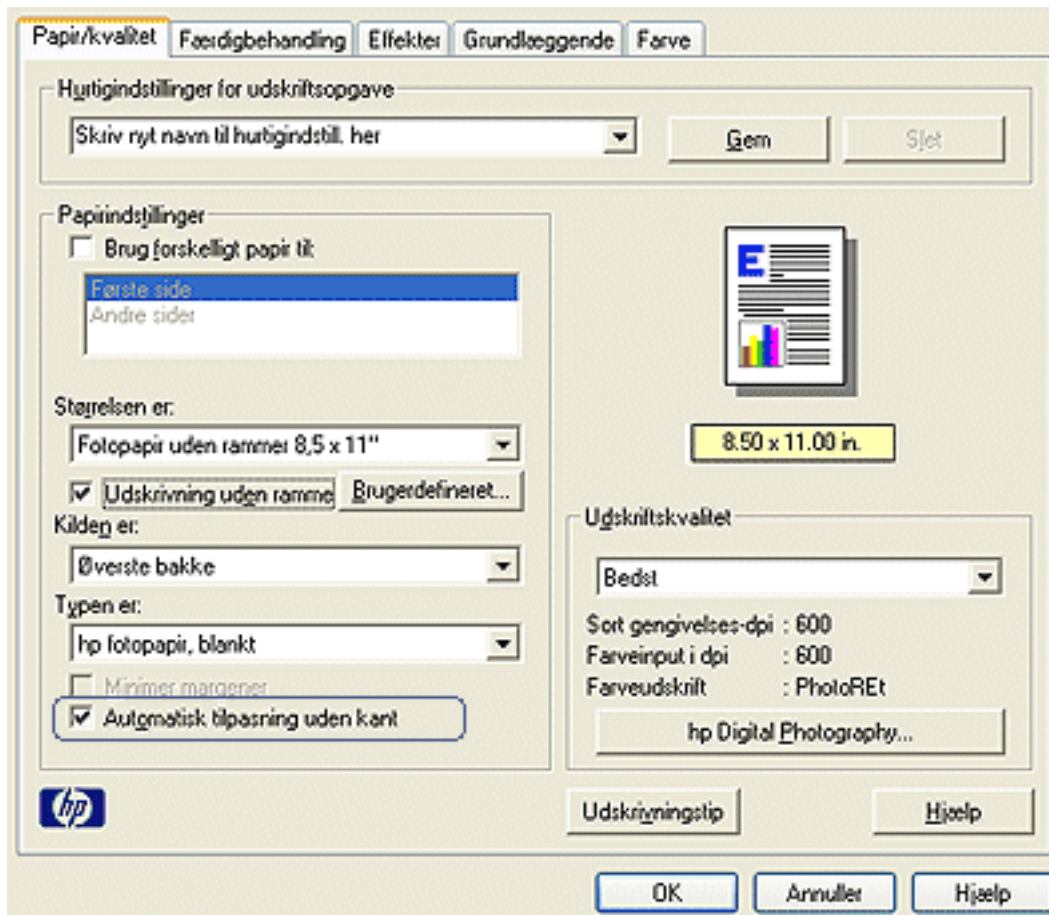 Papir/kvalitet Færdigbehandling Effekter Grundlæggende Farve
Hurtigindstillinger for udskriftsopgave
Skriv nyt navn til hurtigindstill. her Gem Slet
Papirindstillinger
Brug forskelligt papir til:
Første side
Andre sider
E
Størrelsen er:
Fotopapir uden rammer 8,5 x 11"
8.50 x 11.00 in.
Udskrivning uden ramme Brugerdefineret...
Kilden er:
Øverste bakke
Typen er:
hp fotopapir, blankt
Minimer margener
Automatisk tilpasning uden kant
Udskriftskvalitet
Bedst
Sort gengivelses-dpi : 600
Farveinput i dpi : 600
Farveudskrift : PhotoREt
hp Digital Photography...
hp
Udskrivningstip Hjælp
OK Annuller Hjælp